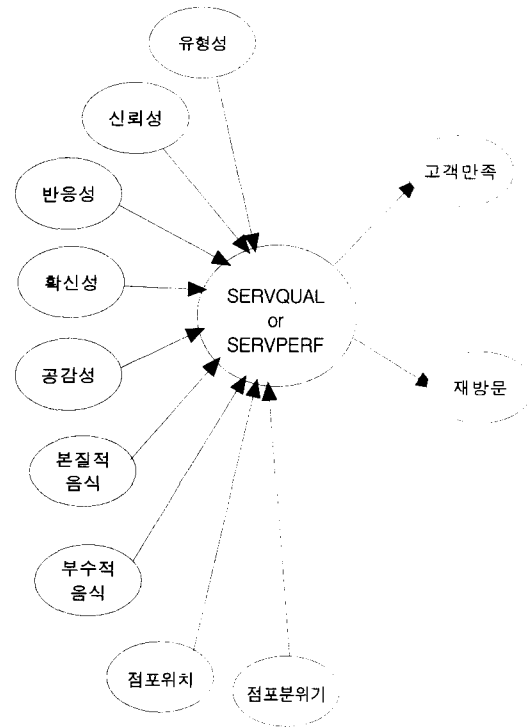 유형성
신뢰성
반응성
확신성
공감성
본질적
음식
부수적
음식
점포위치
점포분위기
SERVQUAL
or
SERVPERF
고객만족
재방문